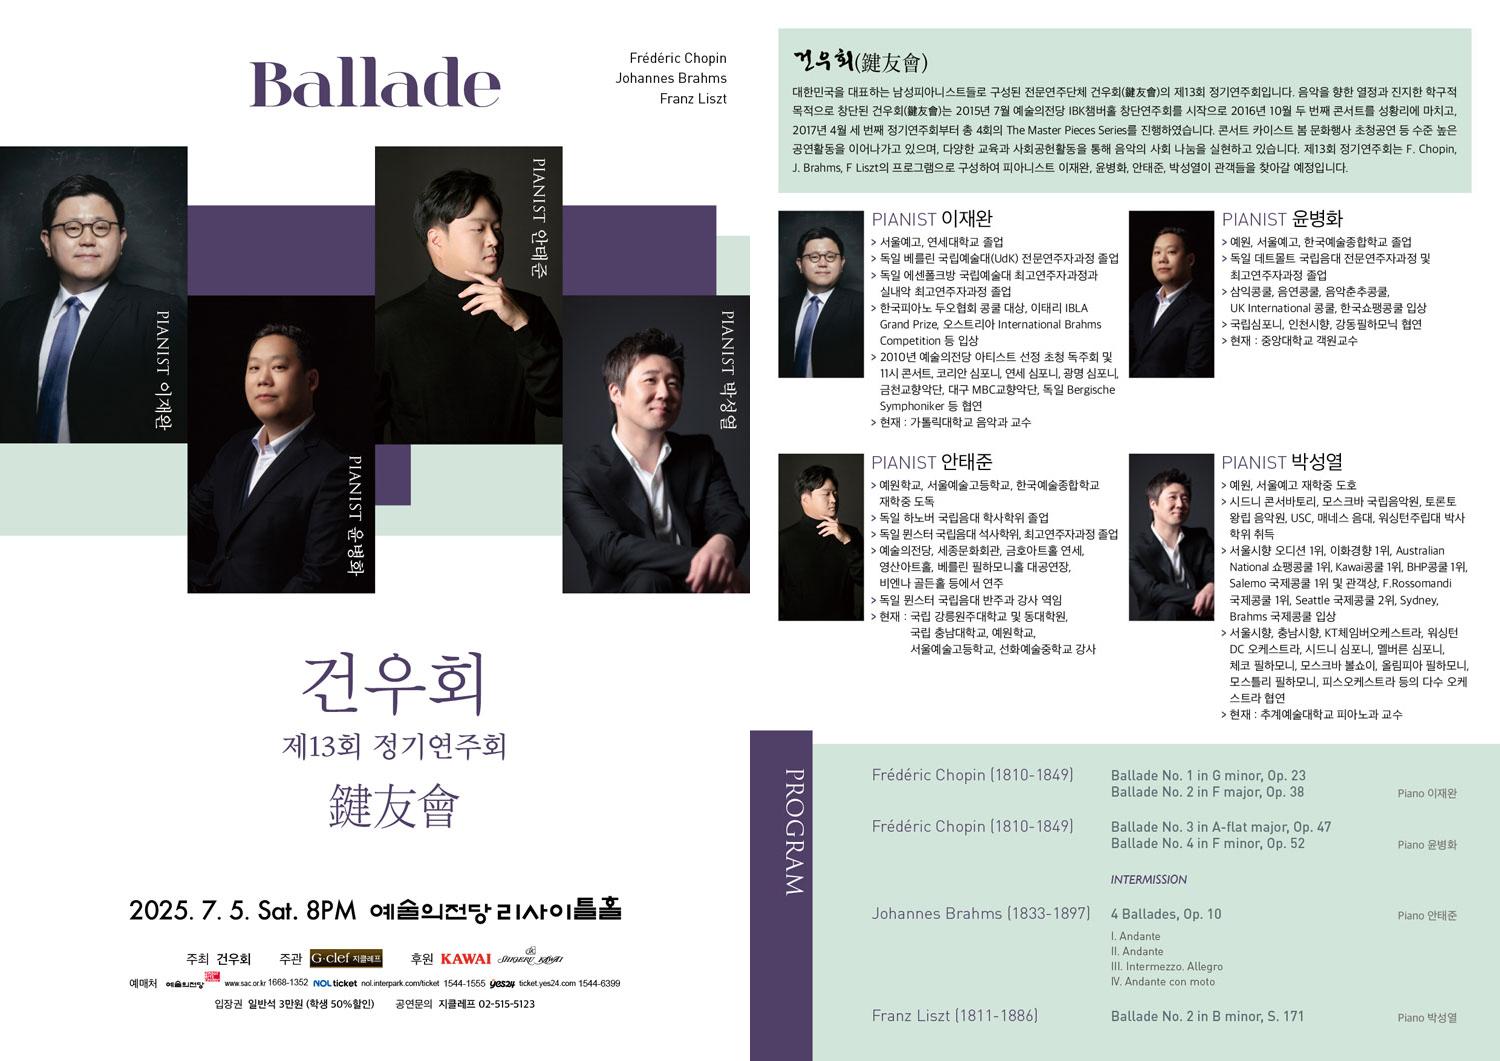 Ballade
Frédéric Chopin
Johannes Brahms
Franz Liszt
PIANIST 이재완
PIANIST 윤병화
PIANIST 안태준
PIANIST 박성열
건우회
제13회 정기연주회
鍵友會
2025. 7. 5. Sat. 8PM 예술의전당 리사이틀홀
주최 건우회 주관 G·clef 지클레프 후원 KAWAI SHIGERU KAWAI
예매처 예술의전당 www.sac.or.kr 1668-1352 NOL ticket nol.interpark.com/ticket 1544-1555 yes24 ticket.yes24.com 1544-6399
입장권 일반석 3만원 (학생 50%할인) 공연문의 지클레프 02-515-5123
건우회(鍵友會)
대한민국을 대표하는 남성피아니스트들로 구성된 전문연주단체 건우회(鍵友會)의 제13회 정기연주회입니다. 음악을 향한 열정과 진지한 학구적
목적으로 창단된 건우회(鍵友會)는 2015년 7월 예술의전당 IBK챔버홀 창단연주회를 시작으로 2016년 10월 두 번째 콘서트를 성황리에 마치고,
2017년 4월 세 번째 정기연주회부터 총 4회의 The Master Pieces Series를 진행하였습니다. 콘서트 카이스트 봄 문화행사 초청공연 등 수준 높은
공연활동을 이어나가고 있으며, 다양한 교육과 사회공헌활동을 통해 음악의 사회 나눔을 실현하고 있습니다. 제13회 정기연주회는 F. Chopin,
J. Brahms, F Liszt의 프로그램으로 구성하여 피아니스트 이재완, 윤병화, 안태준, 박성열이 관객들을 찾아갈 예정입니다.
PIANIST 이재완
> 서울예고, 연세대학교 졸업
> 독일 베를린 국립예술대(UdK) 전문연주자과정 졸업
> 독일 에센폴크방 국립예술대 최고연주자과정과
실내악 최고연주자과정 졸업
> 한국피아노 두오협회 콩쿨 대상, 이태리 IBLA
Grand Prize, 오스트리아 International Brahms
Competition 등 입상
> 2010년 예술의전당 아티스트 선정 초청 독주회 및
11시 콘서트, 코리안 심포니, 연세 심포니, 광명 심포니,
금천교향악단, 대구 MBC교향악단, 독일 Bergische
Symphoniker 등 협연
> 현재 : 가톨릭대학교 음악과 교수
PIANIST 윤병화
> 예원, 서울예고, 한국예술종합학교 졸업
> 독일 데트몰트 국립음대 전문연주자과정 및
최고연주자과정 졸업
> 삼익콩쿨, 음연콩쿨, 음악춘추콩쿨,
UK International 콩쿨, 한국쇼팽콩쿨 입상
> 국립심포니, 인천시향, 강동필하모닉 협연
> 현재 : 중앙대학교 객원교수
PIANIST 안태준
> 예원학교, 서울예술고등학교, 한국예술종합학교
재학중 도독
> 독일 하노버 국립음대 학사학위 졸업
> 독일 뮌스터 국립음대 석사학위, 최고연주자과정 졸업
> 예술의전당, 세종문화회관, 금호아트홀 연세,
영산아트홀, 베를린 필하모니홀 대공연장,
비엔나 골든홀 등에서 연주
> 독일 뮌스터 국립음대 반주과 강사 역임
> 현재 : 국립 강릉원주대학교 및 동대학원,
국립 충남대학교, 예원학교,
서울예술고등학교, 선화예술중학교 강사
PIANIST 박성열
> 예원, 서울예고 재학중 도호
> 시드니 콘서바토리, 모스크바 국립음악원, 토론토
왕립 음악원, USC, 매네스 음대, 워싱턴주립대 박사
학위 취득
> 서울시향 오디션 1위, 이화경향 1위, Australian
National 쇼팽콩쿨 1위, Kawai콩쿨 1위, BHP콩쿨 1위,
Salemo 국제콩쿨 1위 및 관객상, F.Rossomandi
국제콩쿨 1위, Seattle 국제콩쿨 2위, Sydney,
Brahms 국제콩쿨 입상
> 서울시향, 충남시향, KT체임버오케스트라, 워싱턴
DC 오케스트라, 시드니 심포니, 멜버른 심포니,
체코 필하모니, 모스크바 볼쇼이, 올림피아 필하모니,
모스틀리 필하모니, 피스오케스트라 등의 다수 오케
스트라 협연
> 현재 : 추계예술대학교 피아노과 교수
PROGRAM
Frédéric Chopin (1810-1849) Ballade No. 1 in G minor, Op. 23
Ballade No. 2 in F major, Op. 38 Piano 이재완
Frédéric Chopin (1810-1849) Ballade No. 3 in A-flat major, Op. 47
Ballade No. 4 in F minor, Op. 52 Piano 윤병화
INTERMISSION
Johannes Brahms (1833-1897) 4 Ballades, Op. 10 Piano 안태준
I. Andante
II. Andante
III. Intermezzo. Allegro
IV. Andante con moto
Franz Liszt (1811-1886) Ballade No. 2 in B minor, S. 171 Piano 박성열